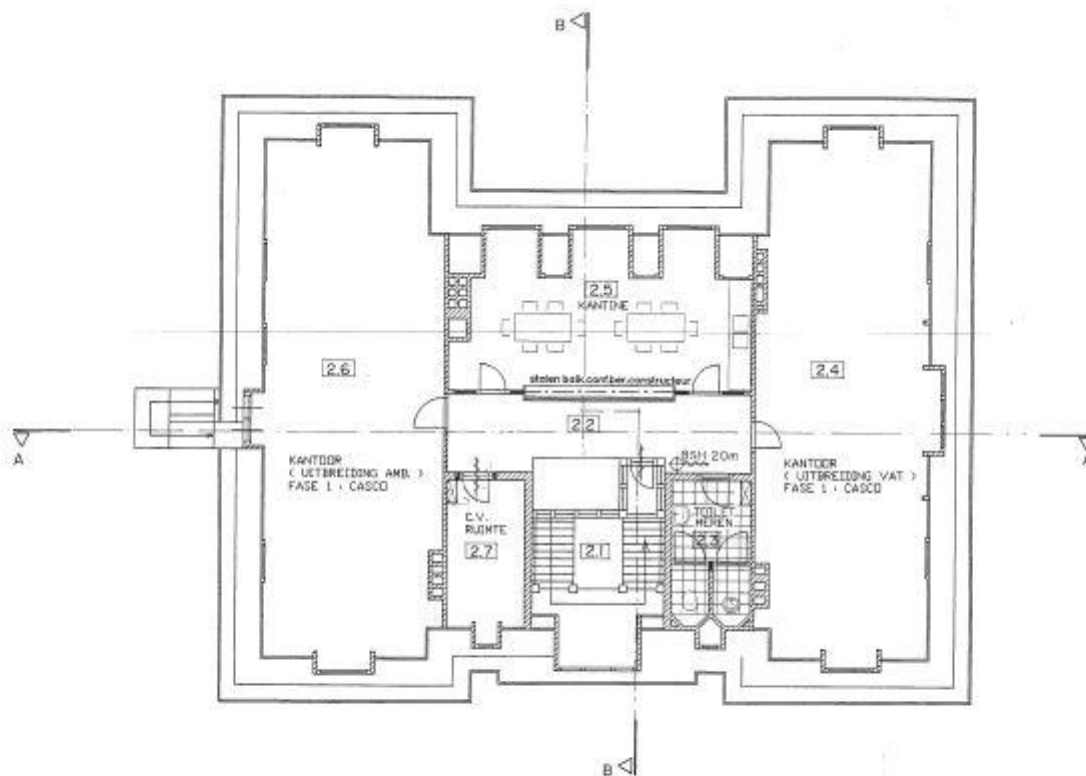 B
2.5
KANTINE
2.6
2.4
stalen balk conf.ber.constructeur
2.2
A
A
BSH 20m
KANTOOR
( UITBREIDING AMB. )
FASE 1 : CASCO
KANTOOR
( UITBREIDING VAT )
FASE 1 : CASCO
C.V.
RUIMTE
2.7
2.1
TOILET
HEREN
2.3
B